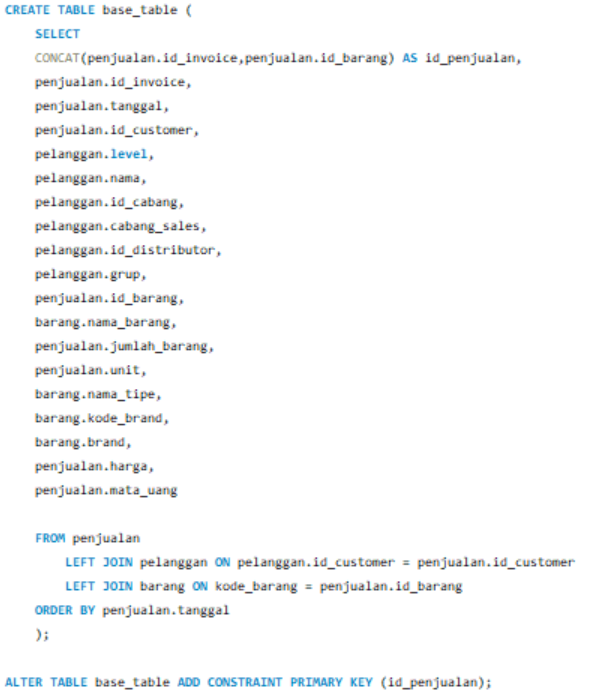 CREATE TABLE base_table (
SELECT
CONCAT(penjualan.id_invoice,penjualan.id_barang) AS id_penjualan,
penjualan.id_invoice,
penjualan.tanggal,
penjualan.id_customer,
pelanggan.level,
pelanggan.nama,
pelanggan.id_cabang,
pelanggan.cabang_sales,
pelanggan.id_distributor,
pelanggan.grup,
penjualan.id_barang,
barang.nama_barang,
penjualan.jumlah_barang,
penjualan.unit,
barang.nama_tipe,
barang.kode_brand,
barang.brand,
penjualan.harga,
penjualan.mata_uang
FROM penjualan
LEFT JOIN pelanggan ON pelanggan.id_customer = penjualan.id_customer
LEFT JOIN barang ON kode_barang = penjualan.id_barang
ORDER BY penjualan.tanggal
);
ALTER TABLE base_table ADD CONSTRAINT PRIMARY KEY (id_penjualan);